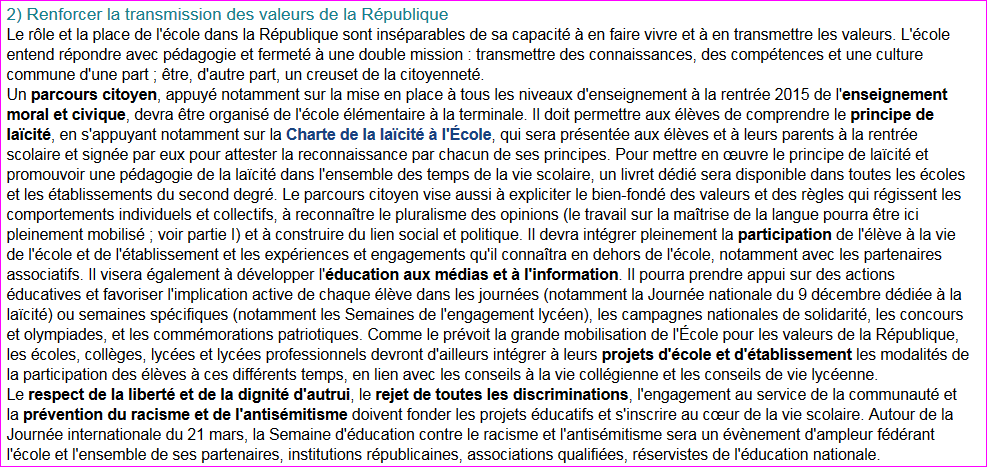 2) Renforcer la transmission des valeurs de la République
Le rôle et la place de l'école dans la République sont inséparables de sa capacité à en faire vivre et à en transmettre les valeurs. L'école
entend répondre avec pédagogie et fermeté à une double mission : transmettre des connaissances, des compétences et une culture
commune d'une part ; être, d'autre part, un creuset de la citoyenneté.
Un parcours citoyen, appuyé notamment sur la mise en place à tous les niveaux d'enseignement à la rentrée 2015 de l'enseignement
moral et civique, devra être organisé de l'école élémentaire à la terminale. Il doit permettre aux élèves de comprendre le principe de
laïcité, en s'appuyant notamment sur la Charte de la laïcité à l'École, qui sera présentée aux élèves et à leurs parents à la rentrée
scolaire et signée par eux pour attester la reconnaissance par chacun de ses principes. Pour mettre en œuvre le principe de laïcité et
promouvoir une pédagogie de la laïcité dans l'ensemble des temps de la vie scolaire, un livret dédié sera disponible dans toutes les écoles
et les établissements du second degré. Le parcours citoyen vise aussi à expliciter le bien-fondé des valeurs et des règles qui régissent les
comportements individuels et collectifs, à reconnaître le pluralisme des opinions (le travail sur la maîtrise de la langue pourra être ici
pleinement mobilisé ; voir partie I) et à construire du lien social et politique. Il devra intégrer pleinement la participation de l'élève à la vie
de l'école et de l'établissement et les expériences et engagements qu'il connaîtra en dehors de l'école, notamment avec les partenaires
associatifs. Il visera également à développer l'éducation aux médias et à l'information. Il pourra prendre appui sur des actions
éducatives et favoriser l'implication active de chaque élève dans les journées (notamment la Journée nationale du 9 décembre dédiée à la
laïcité) ou semaines spécifiques (notamment les Semaines de l'engagement lycéen), les campagnes nationales de solidarité, les concours
et olympiades, et les commémorations patriotiques. Comme le prévoit la grande mobilisation de l'École pour les valeurs de la République,
les écoles, collèges, lycées et lycées professionnels devront d'ailleurs intégrer à leurs projets d'école et d'établissement les modalités de
la participation des élèves à ces différents temps, en lien avec les conseils à la vie collégienne et les conseils de vie lycéenne.
Le respect de la liberté et de la dignité d'autrui, le rejet de toutes les discriminations, l'engagement au service de la communauté et
la prévention du racisme et de l'antisémitisme doivent fonder les projets éducatifs et s'inscrire au cœur de la vie scolaire. Autour de la
Journée internationale du 21 mars, la Semaine d'éducation contre le racisme et l'antisémitisme sera un évènement d'ampleur fédérant
l'école et l'ensemble de ses partenaires, institutions républicaines, associations qualifiées, réservistes de l'éducation nationale.